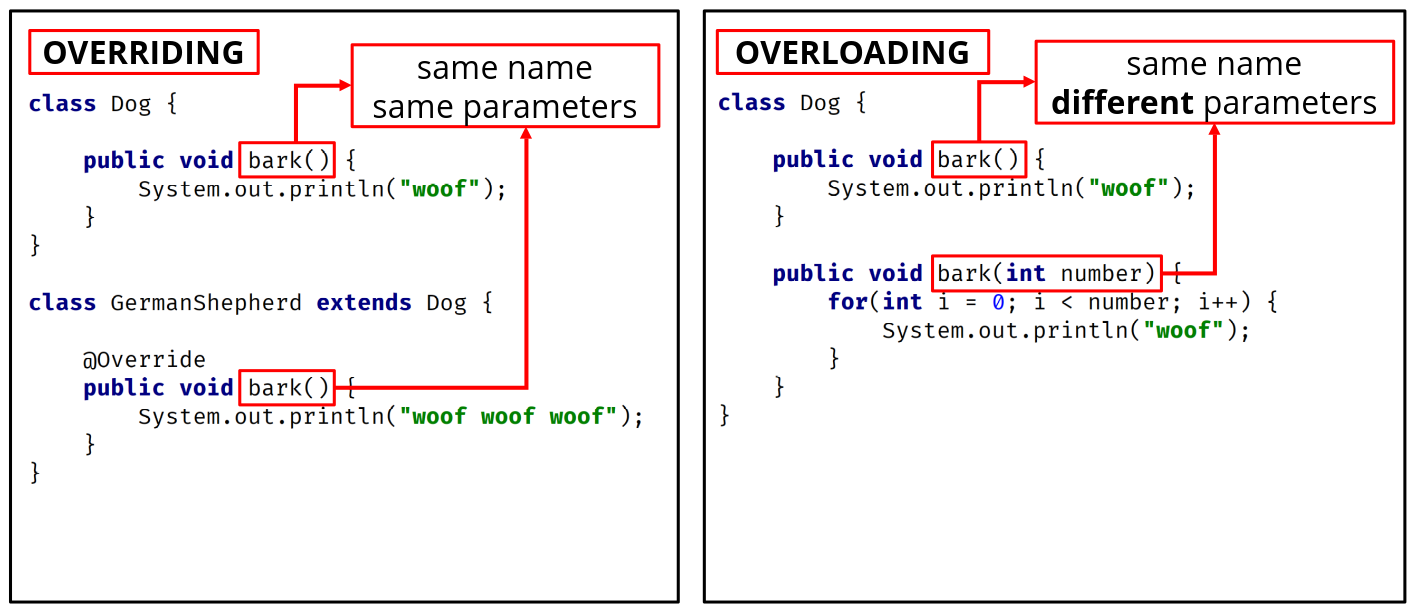 OVERRIDING
same name
same parameters
class Dog {
public void bark() {
System.out.println("woof");
}
}
class GermanShepherd extends Dog {
@Override
public void bark() {
System.out.println("woof woof woof");
}
}
OVERLOADING
same name
different parameters
class Dog {
public void bark() {
System.out.println("woof");
}
public void bark(int number) {
for(int i = 0; i < number; i++) {
System.out.println("woof");
}
}
}